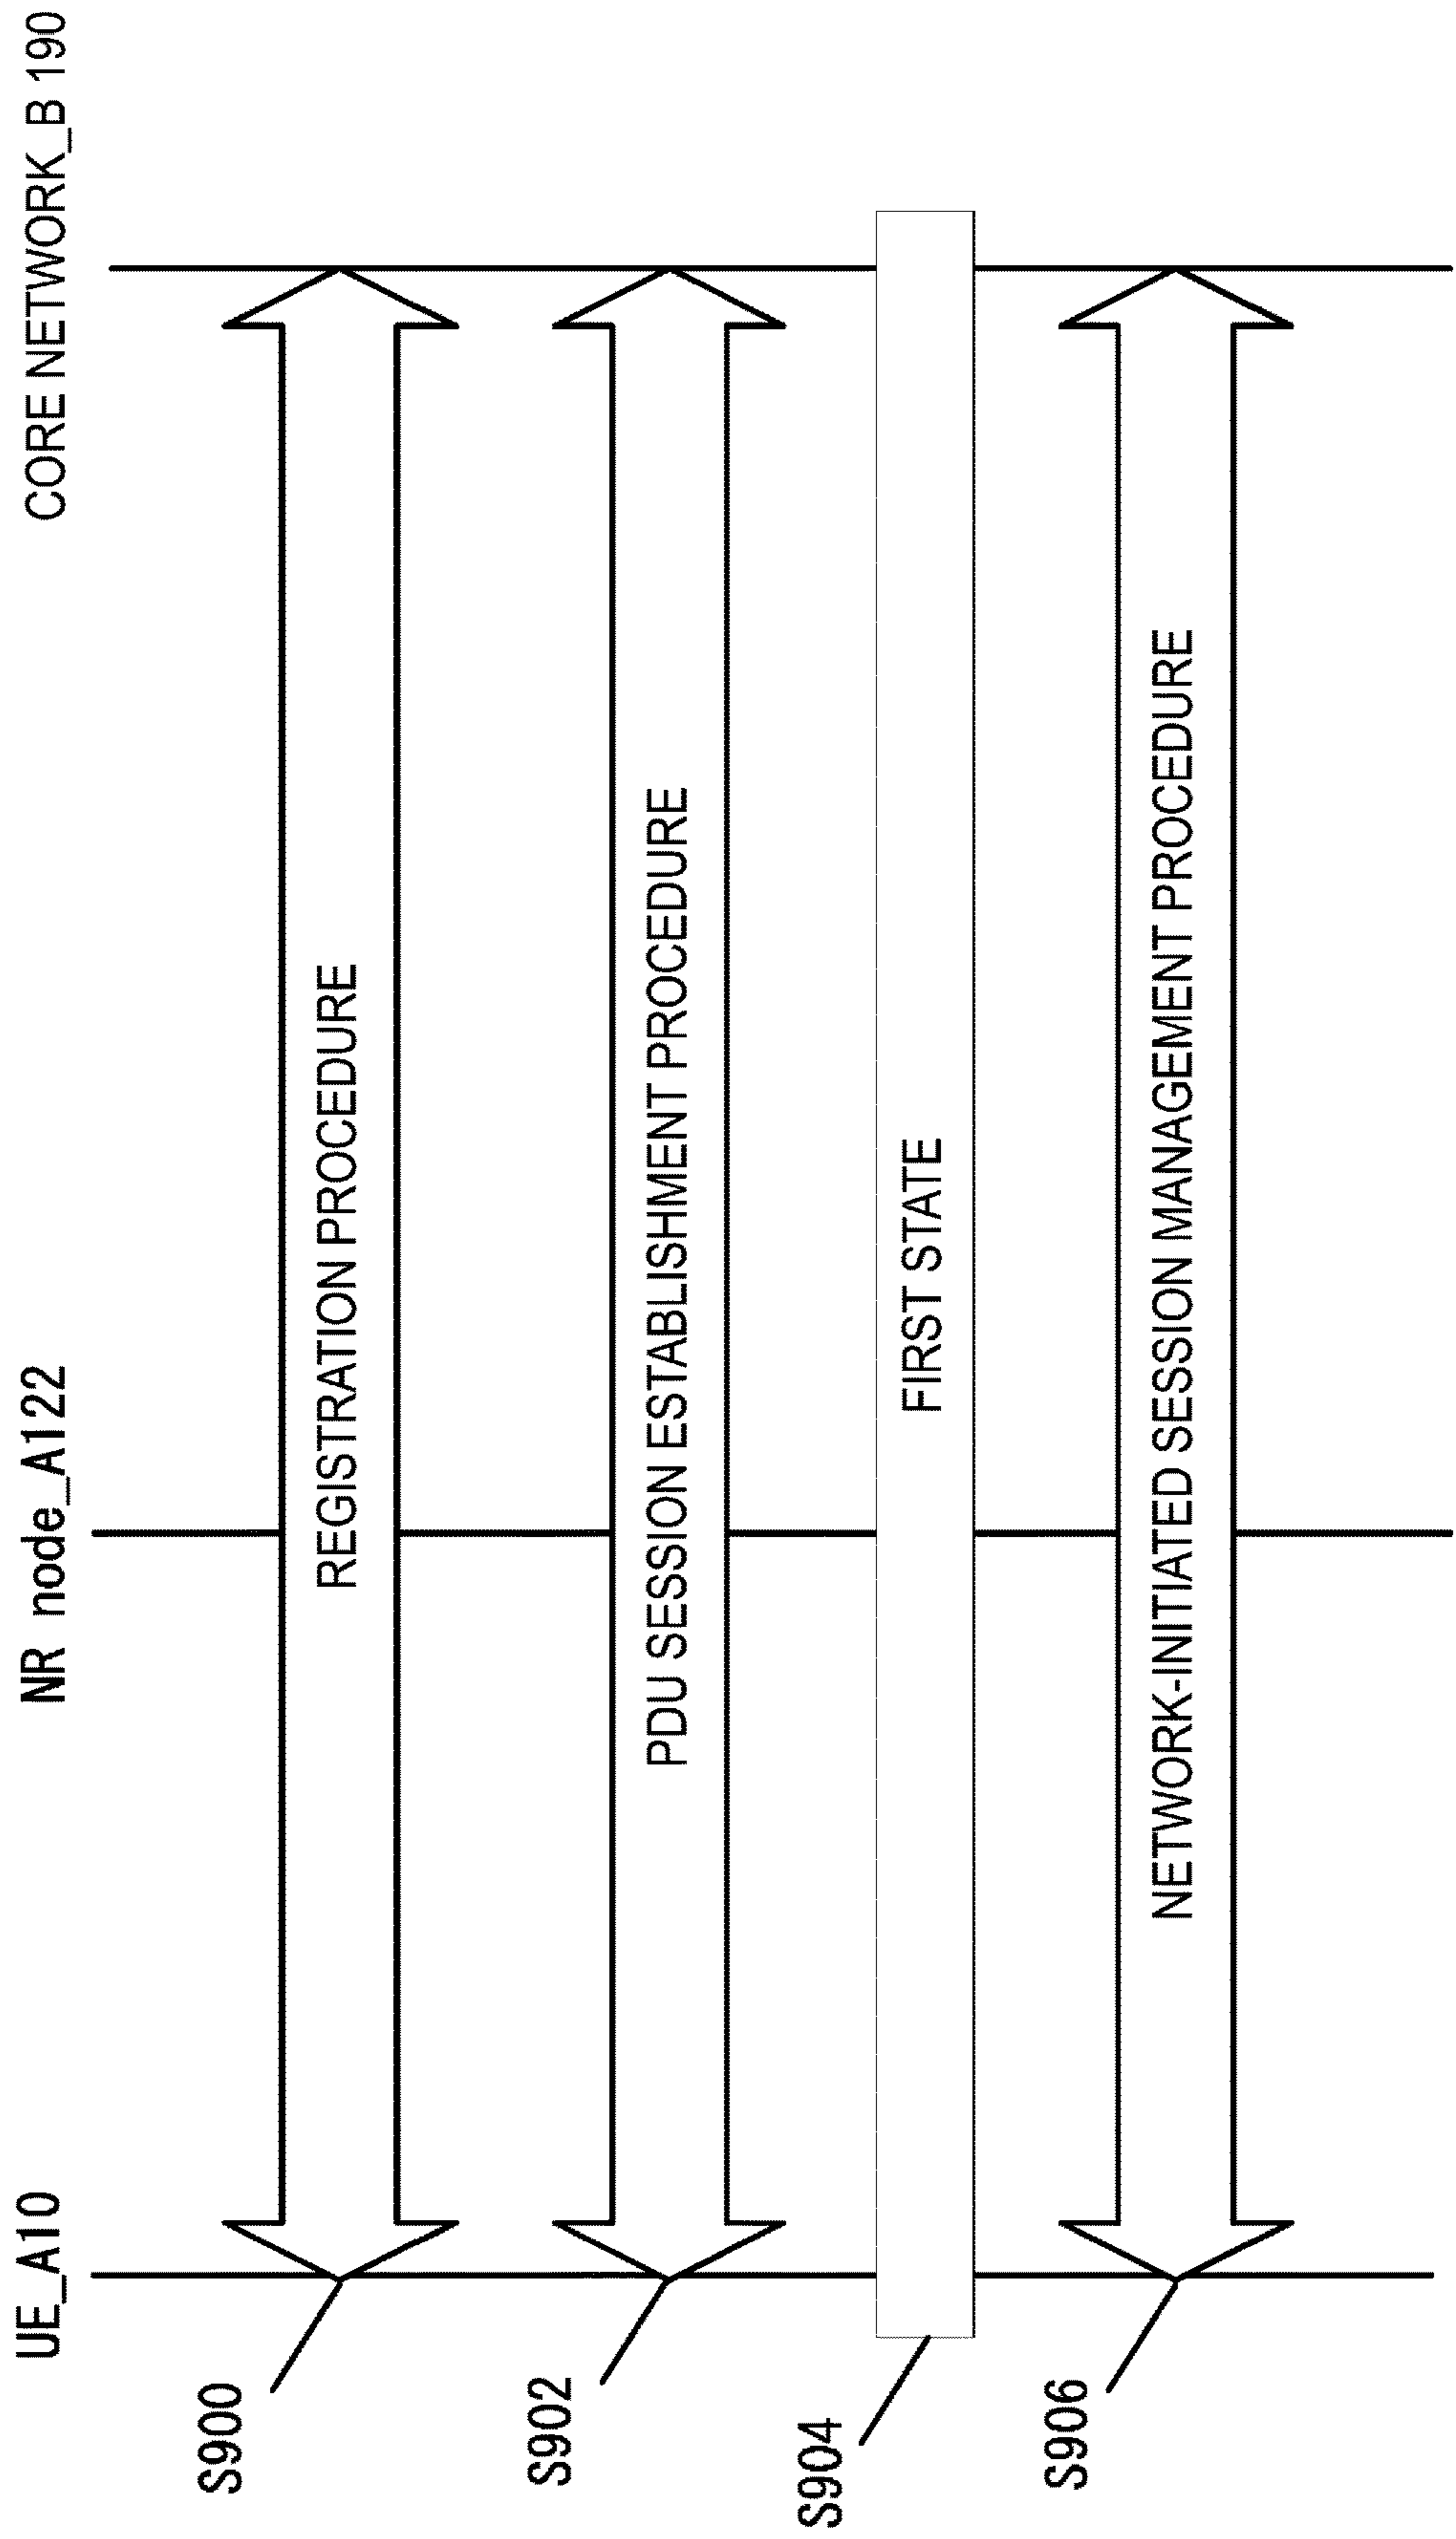 UE_A10
NR node_A122
CORE NETWORK_B 190
S900
REGISTRATION PROCEDURE
S902
PDU SESSION ESTABLISHMENT PROCEDURE
S904
FIRST STATE
S906
NETWORK-INITIATED SESSION MANAGEMENT PROCEDURE